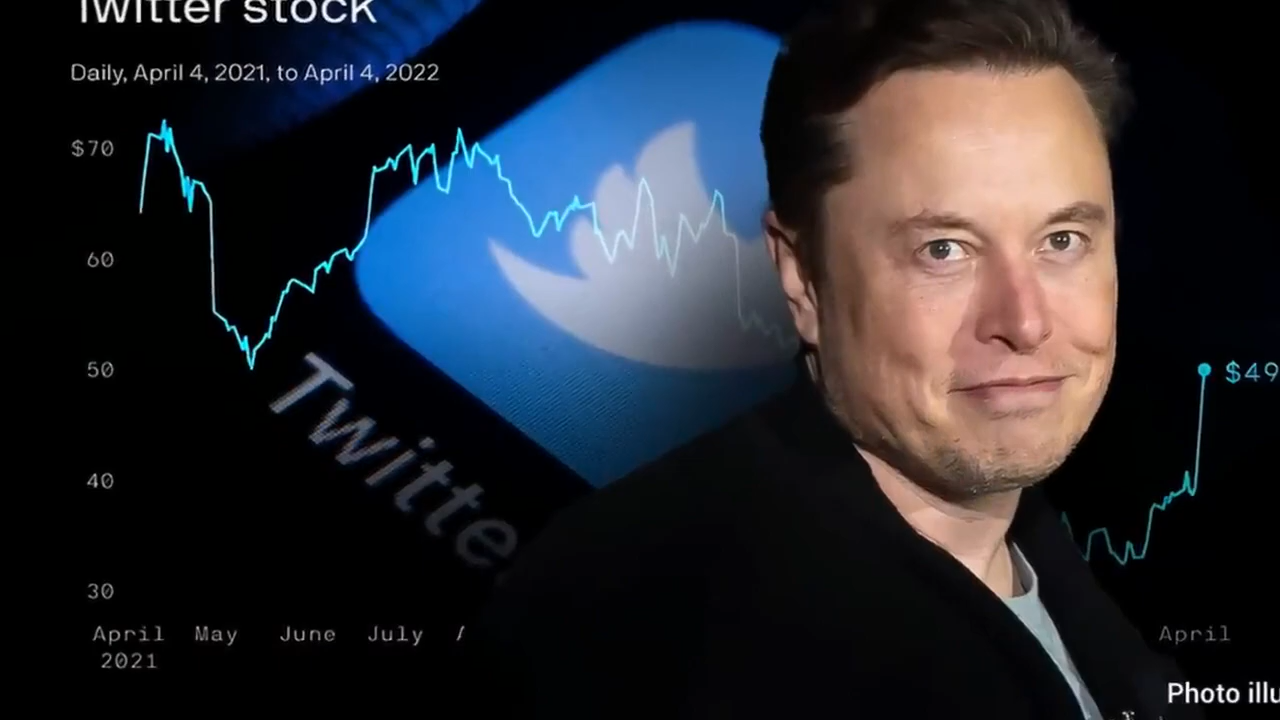 Twitter stock
Daily, April 4, 2021, to April 4, 2022
$70
60
50
$49
40
30
Twitte
April May June July
April
2021
Photo illu